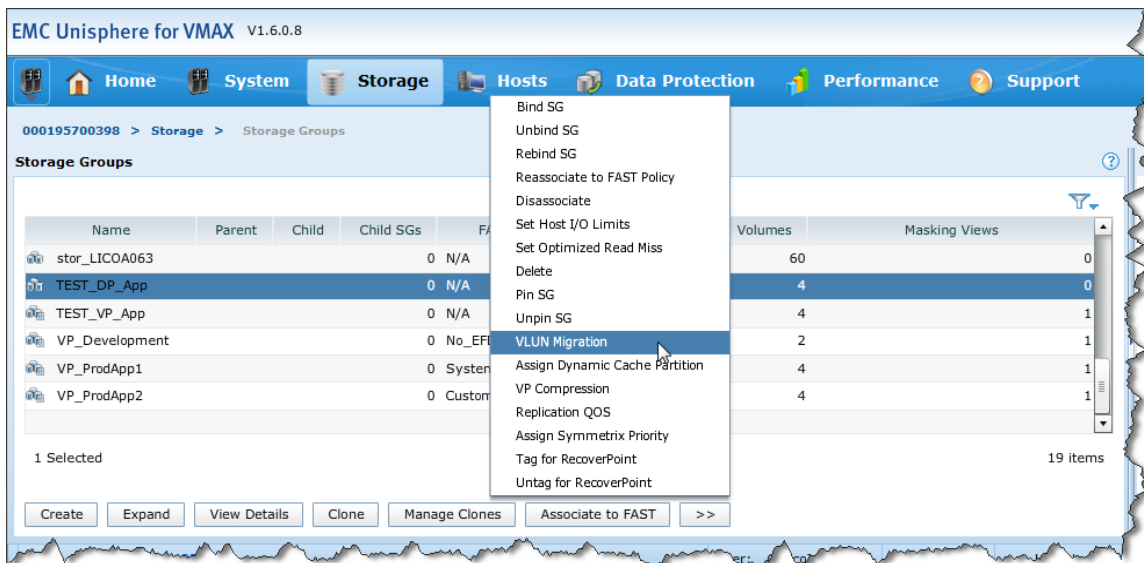 EMC Unisphere for VMAX V1.6.0.8
Home System Storage Hosts Data Protection Performance Support
000195700398 > Storage > Storage Groups
Storage Groups
Name Parent Child Child SGs Volumes Masking Views
stor_LICOA063 0 N/A 60 0
TEST_DP_App 0 N/A 4 0
TEST_VP_App 0 N/A 4 1
VP_Development 0 2 1
VP_ProdApp1 0 System 4 1
VP_ProdApp2 0 Custom 4 1
Bind SG
Unbind SG
Rebind SG
Reassociate to FAST Policy
Disassociate
Set Host I/O Limits
Set Optimized Read Miss
Delete
Pin SG
Unpin SG
VLUN Migration
Assign Dynamic Cache Partition
VP Compression
Replication QOS
Assign Symmetrix Priority
Tag for RecoverPoint
Untag for RecoverPoint
1 Selected 19 items
Create Expand View Details Clone Manage Clones Associate to FAST >>